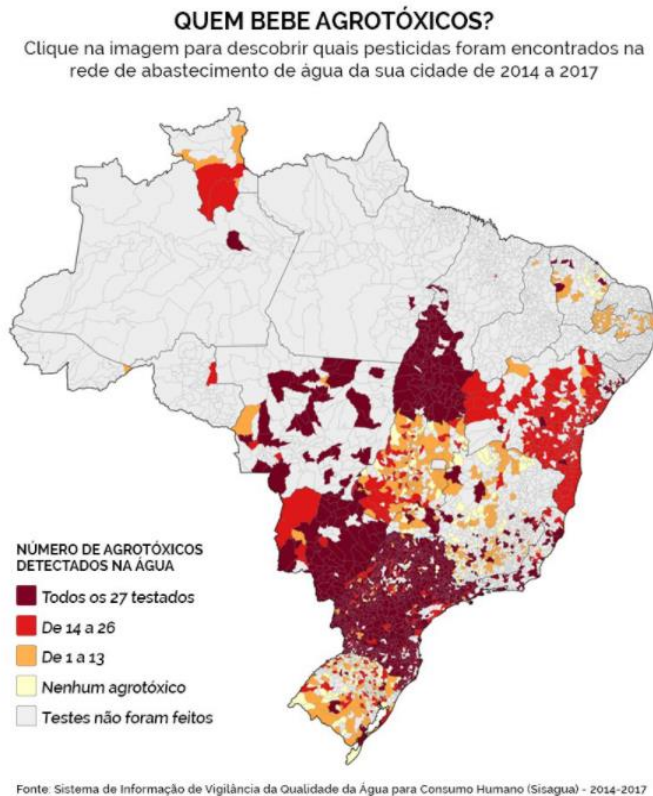 QUEM BEBE AGROTÓXICOS?
Clique na imagem para descobrir quais pesticidas foram encontrados na
rede de abastecimento de água da sua cidade de 2014 a 2017
NÚMERO DE AGROTÓXICOS
DETECTADOS NA ÁGUA
Todos os 27 testados
De 14 a 26
De 1 a 13
Nenhum agrotóxico
Testes não foram feitos
Fonte: Sistema de Informação de Vigilância da Qualidade da Água para Consumo Humano (Sisagua) - 2014-2017